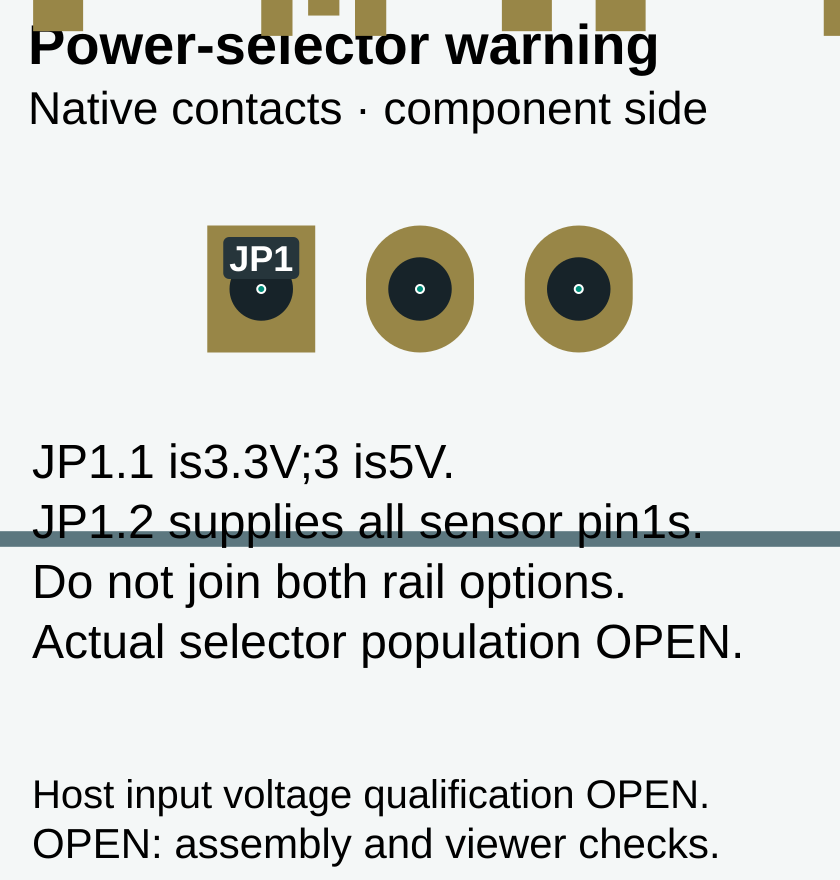 Power-selector warning
Native contacts · component side
JP1
JP1.1 is3.3V;3 is5V.
JP1.2 supplies all sensor pin1s.
Do not join both rail options.
Actual selector population OPEN.
Host input voltage qualification OPEN.
OPEN: assembly and viewer checks.